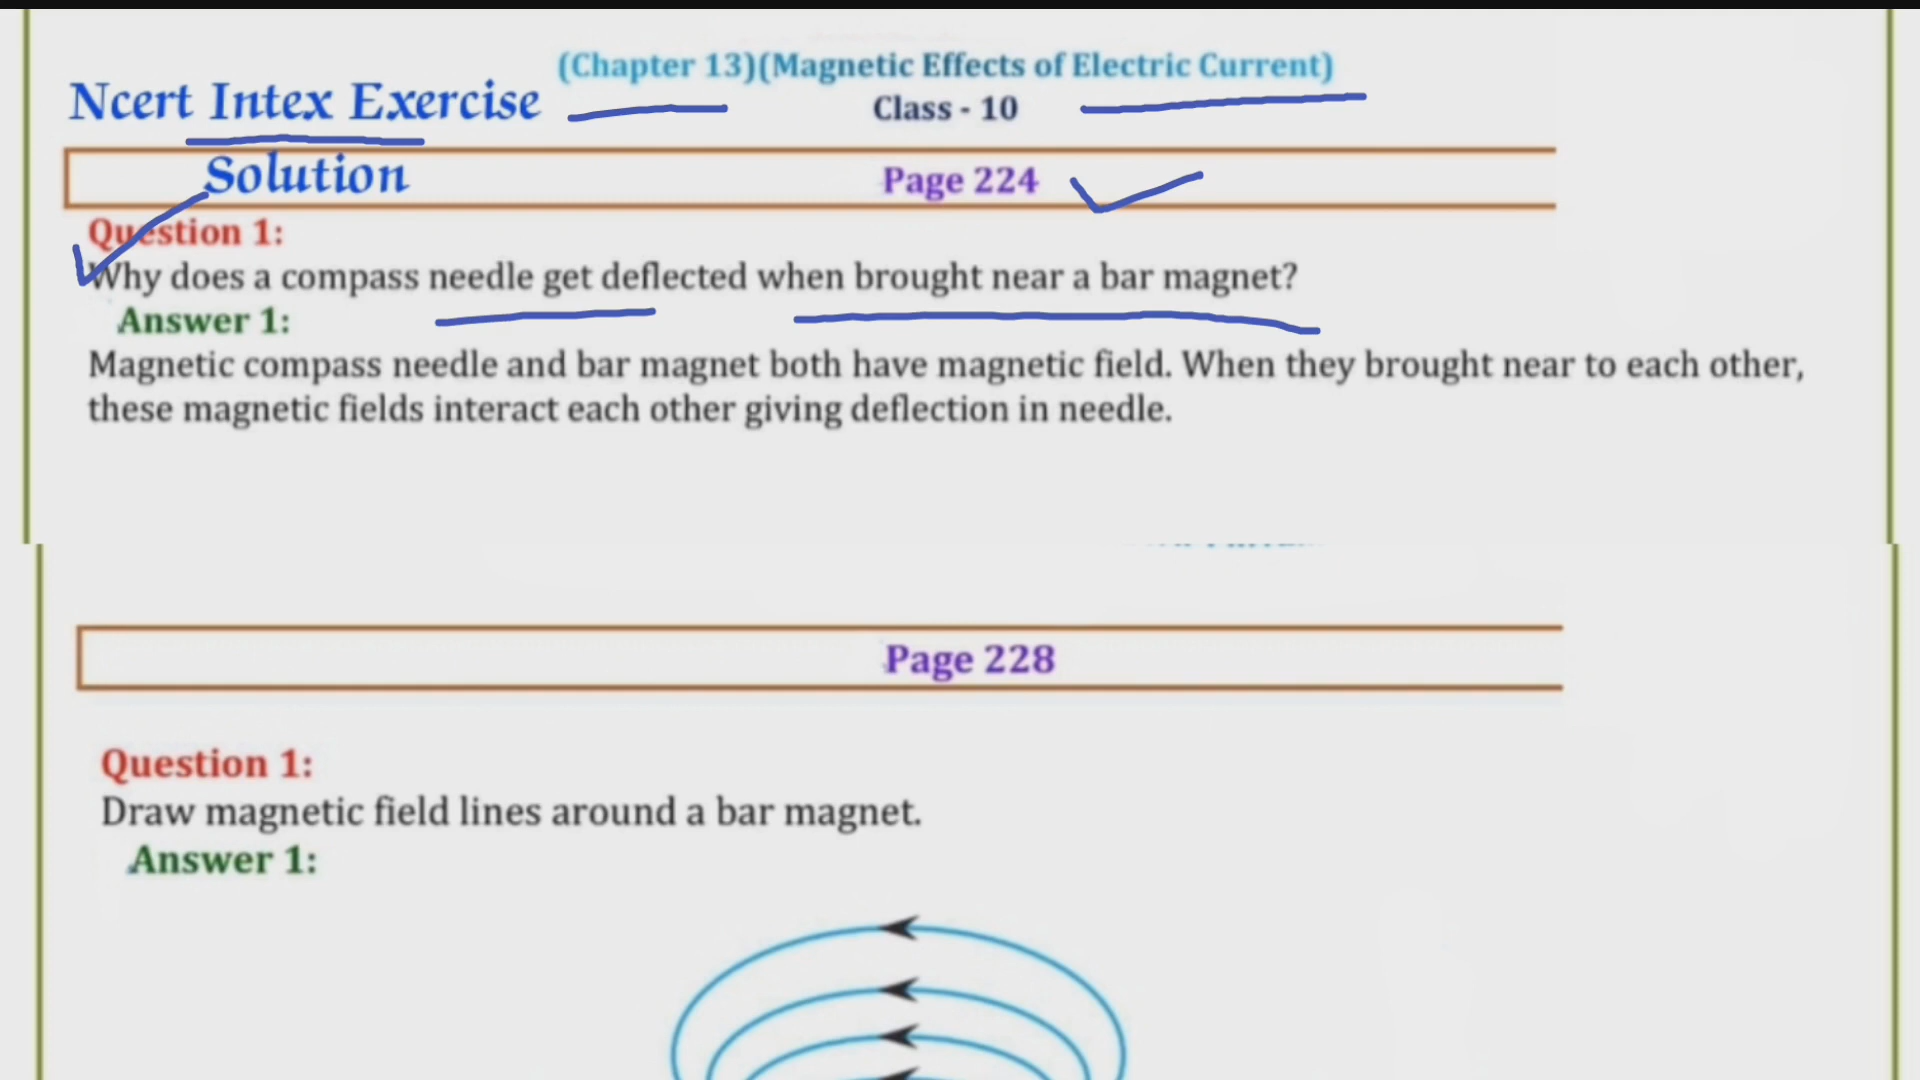 (Chapter 13)(Magnetic Effects of Electric Current)
Ncert Intex Exercise
Class - 10
Solution
Page 224
Question 1:
Why does a compass needle get deflected when brought near a bar magnet?
Answer 1:
Magnetic compass needle and bar magnet both have magnetic field. When they brought near to each other,
these magnetic fields interact each other giving deflection in needle.
Page 228
Question 1:
Draw magnetic field lines around a bar magnet.
Answer 1: